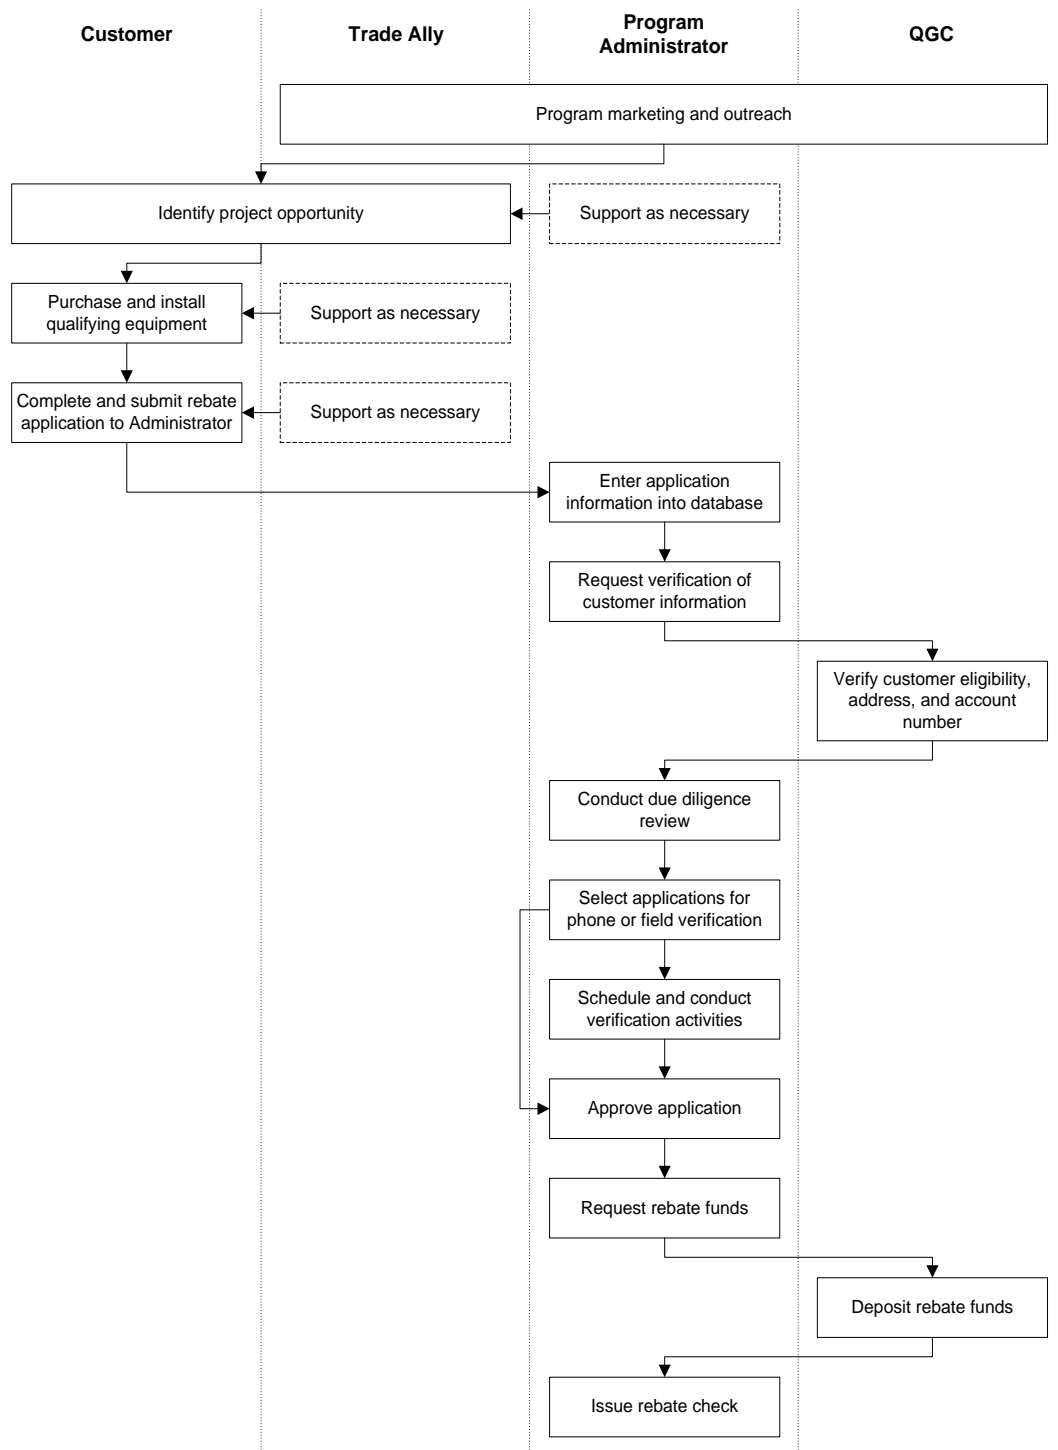 Customer
Trade Ally
Program
Administrator
QGC
Program marketing and outreach
Identify project opportunity
Support as necessary
Purchase and install
qualifying equipment
Support as necessary
Complete and submit rebate
application to Administrator
Support as necessary
Enter application
information into database
Request verification of
customer information
Verify customer eligibility,
address, and account
number
Conduct due diligence
review
Select applications for
phone or field verification
Schedule and conduct
verification activities
Approve application
Request rebate funds
Deposit rebate funds
Issue rebate check